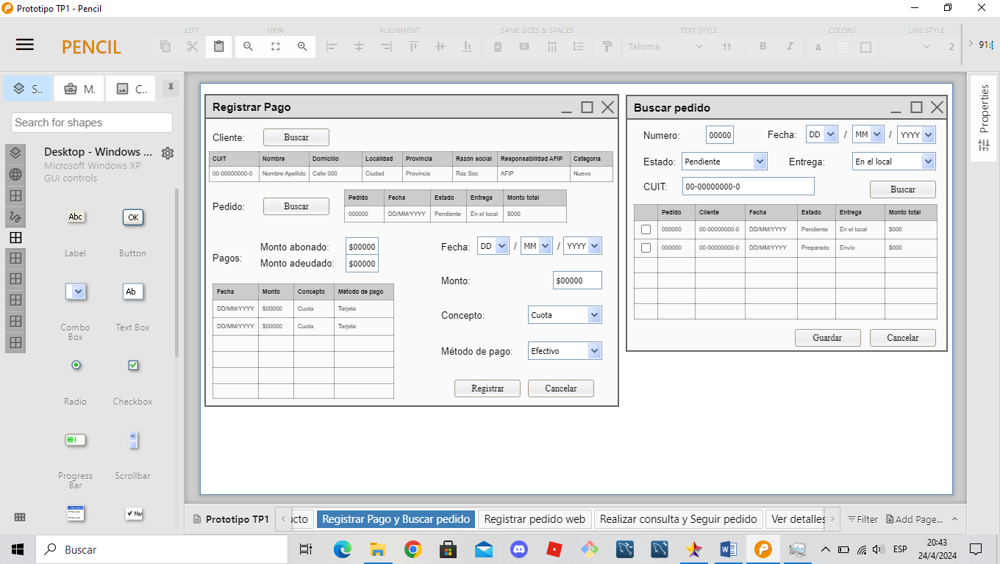 Prototipo TP1 - Pencil
PENCIL
EDIT
100%
ALIGNMENT
SAME SIZES & SPACES
TEXT STYLE
COLORS
LINE STYLE
Tahoma
11
B
I
A
2
91:[
S..
M.
C..
Search for shapes
Desktop - Windows ...
Microsoft Windows XP
GUI controls
Abc
OK
Label
Button
Ab
Combo
Box
Text Box
Radio
Checkbox
Progress
Bar
Scrollbar
Registrar Pago
Cliente:
Buscar
CUIT Nombre Domicilio Localidad Provincia Razón social Responsabilidad AFIP Categoría
00-00000000-0 Nombre Apellido Calle 000 Ciudad Provincia Raz Soc AFIP Nuevo
Pedido:
Buscar
Pedido Fecha Estado Entrega Monto total
000000 DD/MM/YYYY Pendiente En el local $000
Pagos:
Monto abonado: $00000
Monto adeudado: $00000
Fecha Monto Concepto Método de pago
DD/MM/YYYY $00000 Cuota Tarjeta
DD/MM/YYYY $00000 Cuota Tarjeta
Fecha: DD / MM / YYYY
Monto: $00000
Concepto: Cuota
Método de pago: Efectivo
Registrar Cancelar
Buscar pedido
Numero: 00000 Fecha: DD / MM / YYYY
Estado: Pendiente Entrega: En el local
CUIT: 00-00000000-0
Buscar
Pedido Cliente Fecha Estado Entrega Monto total
000000 00-00000000-0 DD/MM/YYYY Pendiente En el local $000
000000 00-00000000-0 DD/MM/YYYY Preparado Envío $000
Guardar Cancelar
Properties
Prototipo TP1
ucto
Registrar Pago y Buscar pedido
Registrar pedido web
Realizar consulta y Seguir pedido
Ver detalles
Filter
Add Page...
Buscar
ESP
20:43
24/4/2024